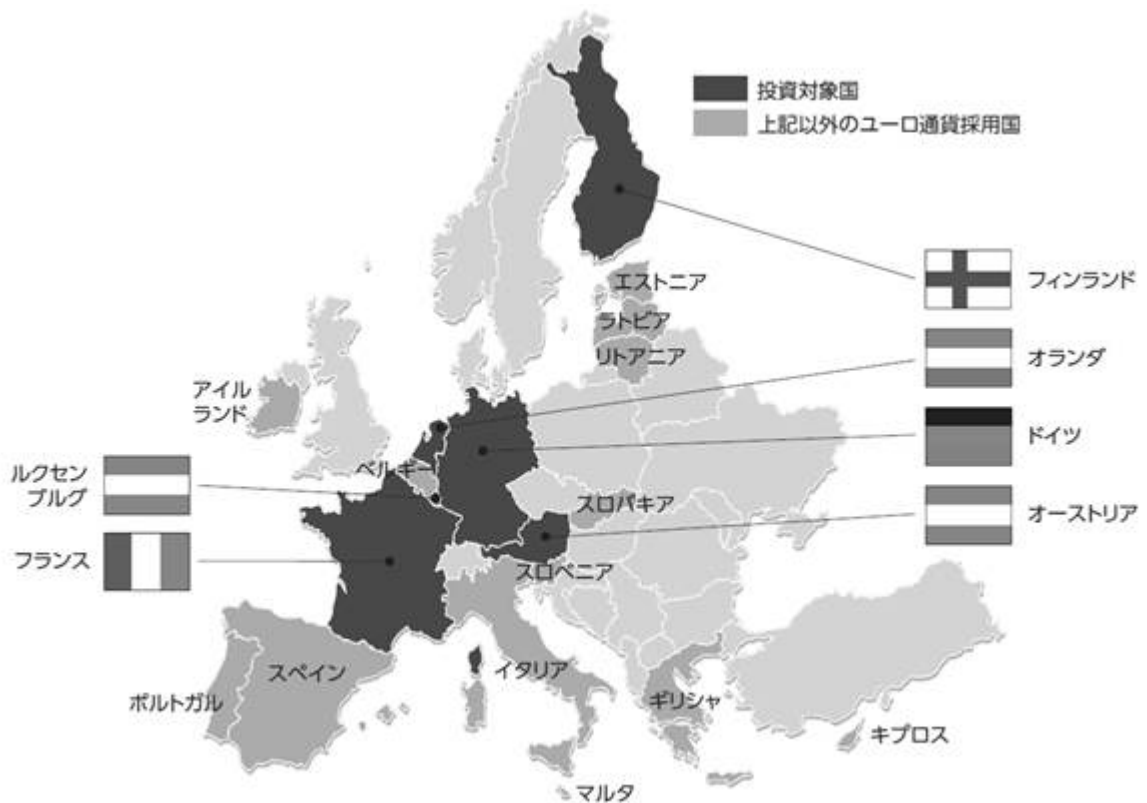 投資対象国
上記以外のユーロ通貨採用国
フィンランド
エストニア
ラトビア
リトアニア
オランダ
アイル
ランド
ドイツ
ベルギー
ルクセン
ブルグ
スロバキア
オーストリア
フランス
スロベニア
スペイン
イタリア
ポルトガル
ギリシャ
キプロス
マルタ